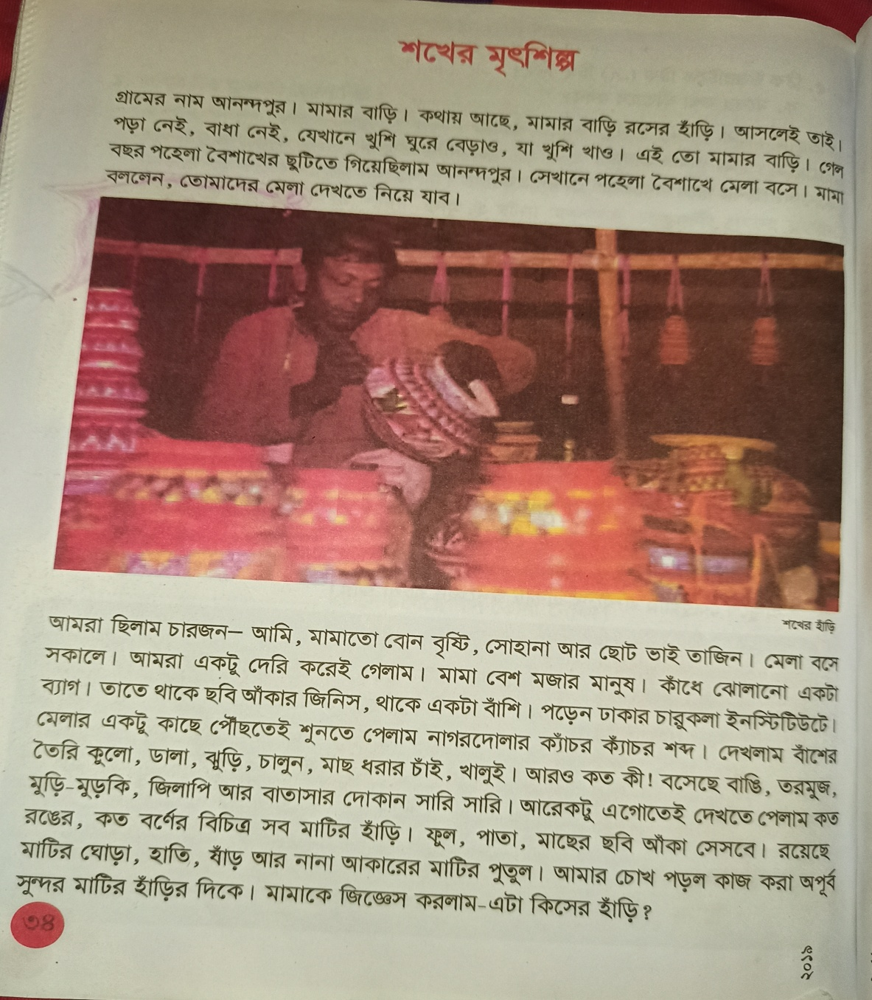 শখের মৃৎশিল্প
গ্রামের নাম আনন্দপুর। মামার বাড়ি। কথায় আছে, মামার বাড়ি রসের হাঁড়ি। আসলেই তাই।
পড়া নেই, বাধা নেই, যেখানে খুশি ঘুরে বেড়াও, যা খুশি খাও। এই তো মামার বাড়ি। গেল
বছর পহেলা বৈশাখের ছুটিতে গিয়েছিলাম আনন্দপুর। সেখানে পহেলা বৈশাখে মেলা বসে। মামা
বললেন, তোমাদের মেলা দেখতে নিয়ে যাব।
শখের হাঁড়ি
আমরা ছিলাম চারজন— আমি, মামাতো বোন বৃষ্টি, সোহানা আর ছোট ভাই তাজিন। মেলা বসে
সকালে। আমরা একটু দেরি করেই গেলাম। মামা বেশ মজার মানুষ। কাঁধে ঝোলানো একটা
ব্যাগ। তাতে থাকে ছবি আঁকার জিনিস, থাকে একটা বাঁশি। পড়েন ঢাকার চারুকলা ইনস্টিটিউটে।
মেলার একটু কাছে পৌঁছতেই শুনতে পেলাম নাগরদোলার ক্যাঁচর ক্যাঁচর শব্দ। দেখলাম বাঁশের
তৈরি কুলো, ডালা, ঝুড়ি, চালুন, মাছ ধরার চাঁই, খালুই। আরও কত কী! বসেছে বাঙি, তরমুজ,
মুড়ি-মুড়কি, জিলাপি আর বাতাসার দোকান সারি সারি। আরেকটু এগোতেই দেখতে পেলাম কত
রঙের, কত বর্ণের বিচিত্র সব মাটির হাঁড়ি। ফুল, পাতা, মাছের ছবি আঁকা সেসবে। রয়েছে
মাটির ঘোড়া, হাতি, ষাঁড় আর নানা আকারের মাটির পুতুল। আমার চোখ পড়ল কাজ করা অপূর্ব
সুন্দর মাটির হাঁড়ির দিকে। মামাকে জিজ্ঞেস করলাম-এটা কিসের হাঁড়ি?
৩৪
২০১৯